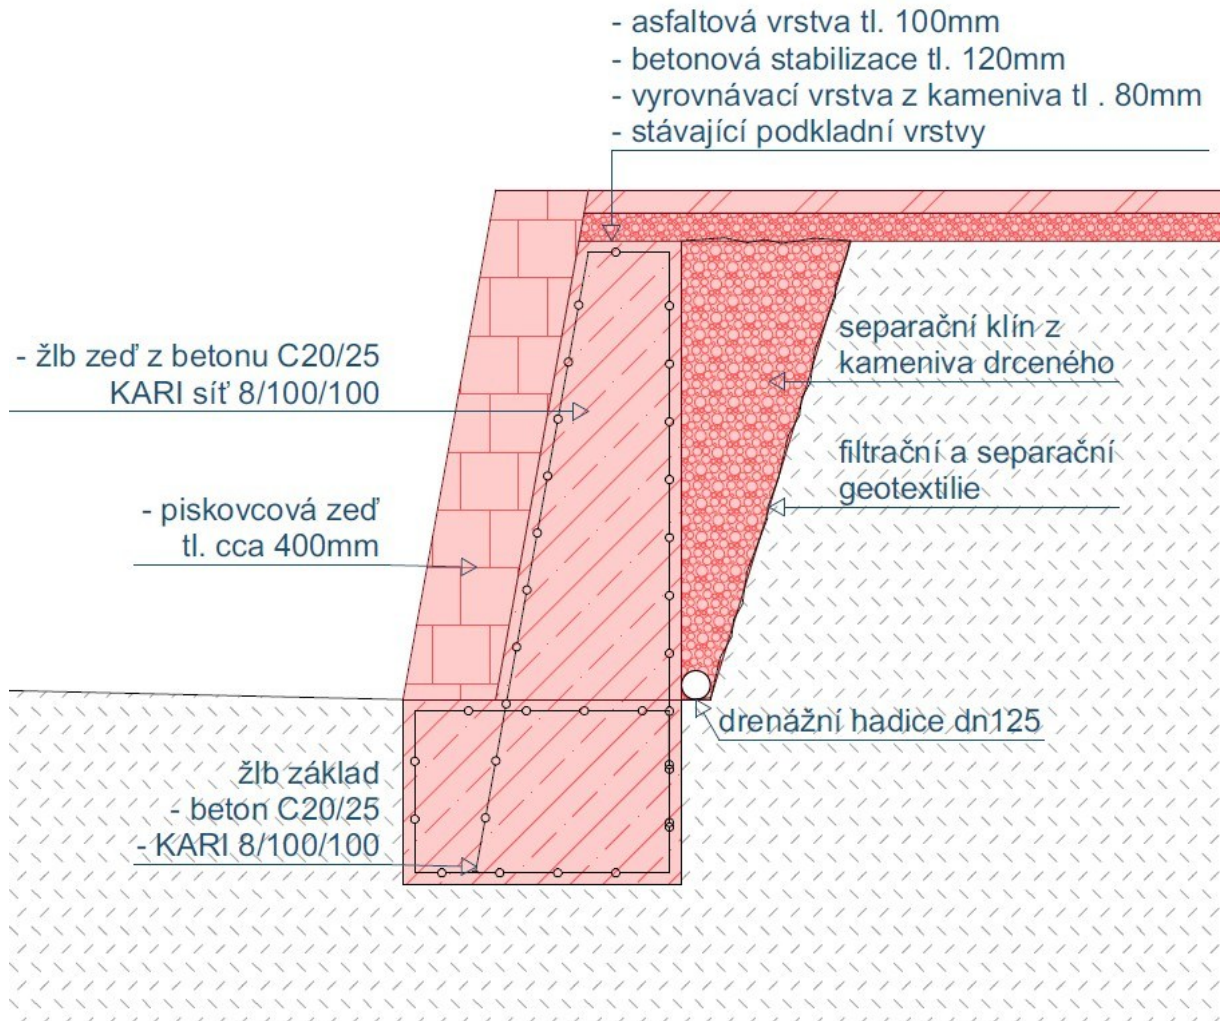 - asfaltová vrstva tl. 100mm
- betonová stabilizace tl. 120mm
- vyrovnávací vrstva z kameniva tl . 80mm
- stávající podkladní vrstvy
separační klín z
kameniva drceného
- žlb zeď z betonu C20/25
KARI síť 8/100/100
filtrační a separační
geotextilie
- piskovcová zeď
tl. cca 400mm
drenážní hadice dn125
žlb základ
- beton C20/25
- KARI 8/100/100